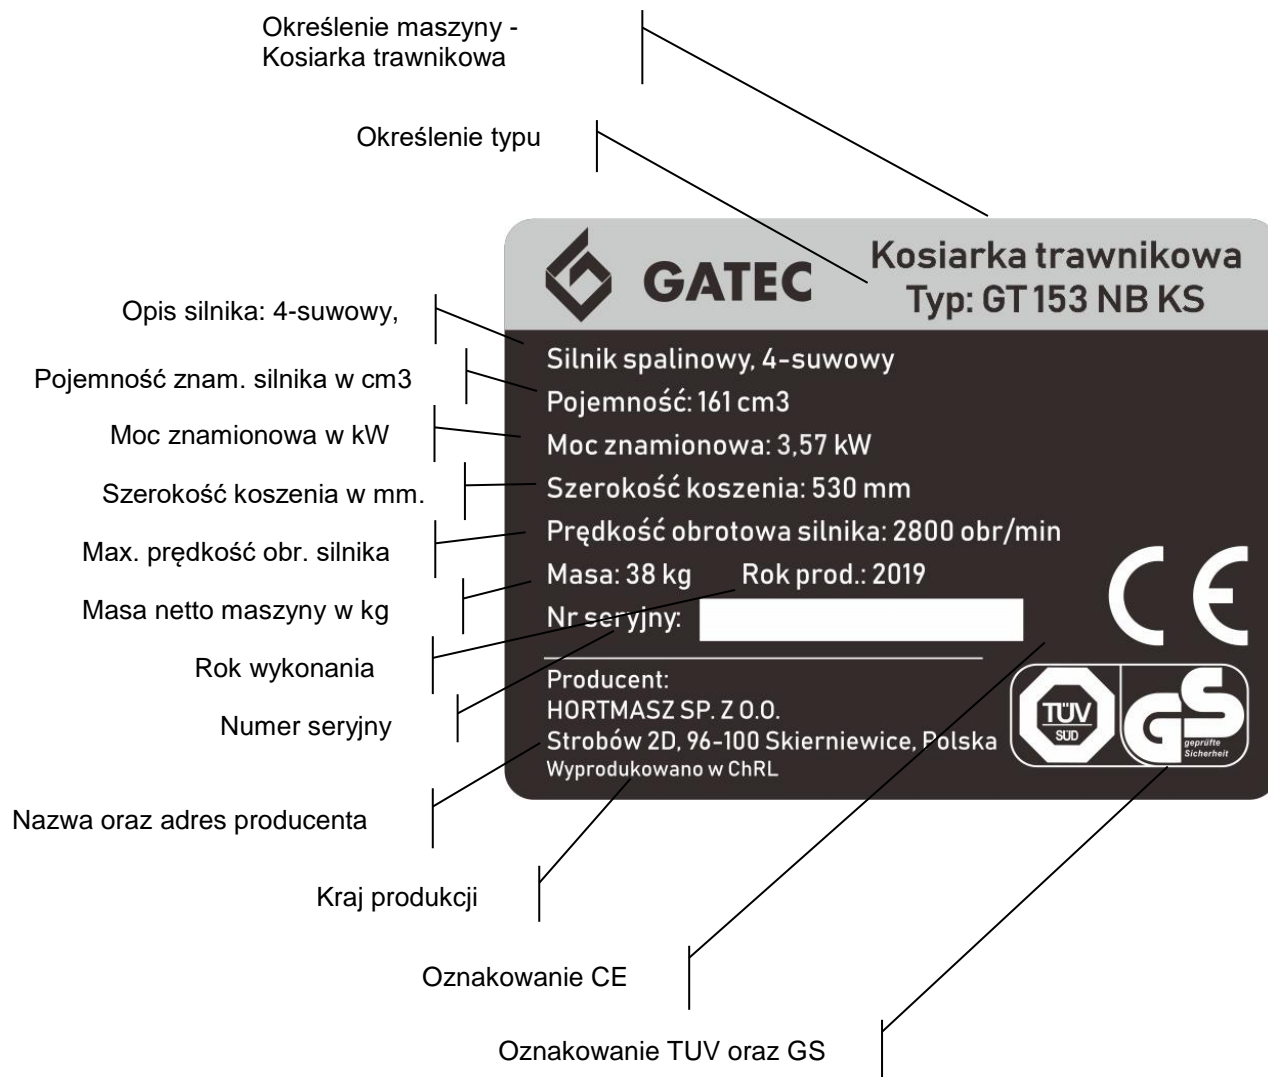 Określenie maszyny -
Kosiarka trawnikowa
Określenie typu
GATEC
Kosiarka trawnikowa
Typ: GT 153 NB KS
Opis silnika: 4-suwowy,
Silnik spalinowy, 4-suwowy
Pojemność znam. silnika w cm3
Pojemność: 161 cm3
Moc znamionowa w kW
Moc znamionowa: 3,57 kW
Szerokość koszenia w mm.
Szerokość koszenia: 530 mm
Max. prędkość obr. silnika
Prędkość obrotowa silnika: 2800 obr/min
Masa netto maszyny w kg
Masa: 38 kg Rok prod.: 2019
Rok wykonania
Nr seryjny:
CE
Numer seryjny
Producent:
HORTMASZ SP. Z O.O.
Strobów 2D, 96-100 Skierniewice, Polska
Wyprodukowano w ChRL
TÜV
SÜD
GS
geprüfte
Sicherheit
Nazwa oraz adres producenta
Kraj produkcji
Oznakowanie CE
Oznakowanie TUV oraz GS